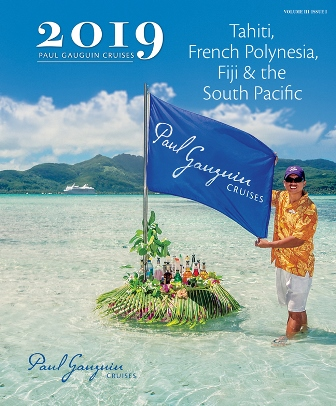 VOLUME III ISSUE I
2019
PAUL GAUGUIN CRUISES
Tahiti,
French Polynesia,
Fiji & the
South Pacific
Paul Gauguin
CRUISES
Paul Gauguin
CRUISES